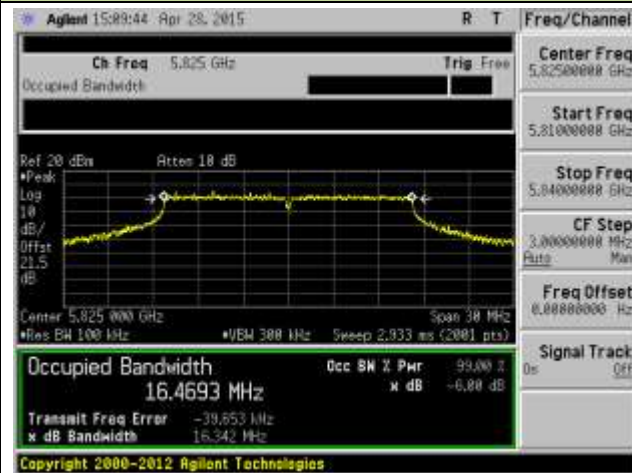 Agilent 15:09:44 Apr 28, 2015 R T
Freq/Channel
Ch Freq 5.825 GHz Trig Free
Occupied Bandwidth
Center Freq
5.82500000 GHz
Start Freq
5.81000000 GHz
Stop Freq
5.84000000 GHz
CF Step
3.00000000 MHz
Auto Man
Freq Offset
0.00000000 Hz
Signal Track
On Off
Ref 20 dBm Atten 10 dB
•Peak
Log
10
dB/
Offst
21.5
dB
Center 5.825 000 GHz Span 30 MHz
•Res BW 100 kHz •VBW 300 kHz Sweep 2.933 ms (2001 pts)
Occupied Bandwidth
16.4693 MHz
Occ BW % Pwr 99.00 %
x dB -6.00 dB
Transmit Freq Error -39.653 kHz
x dB Bandwidth 16.342 MHz
Copyright 2000-2012 Agilent Technologies